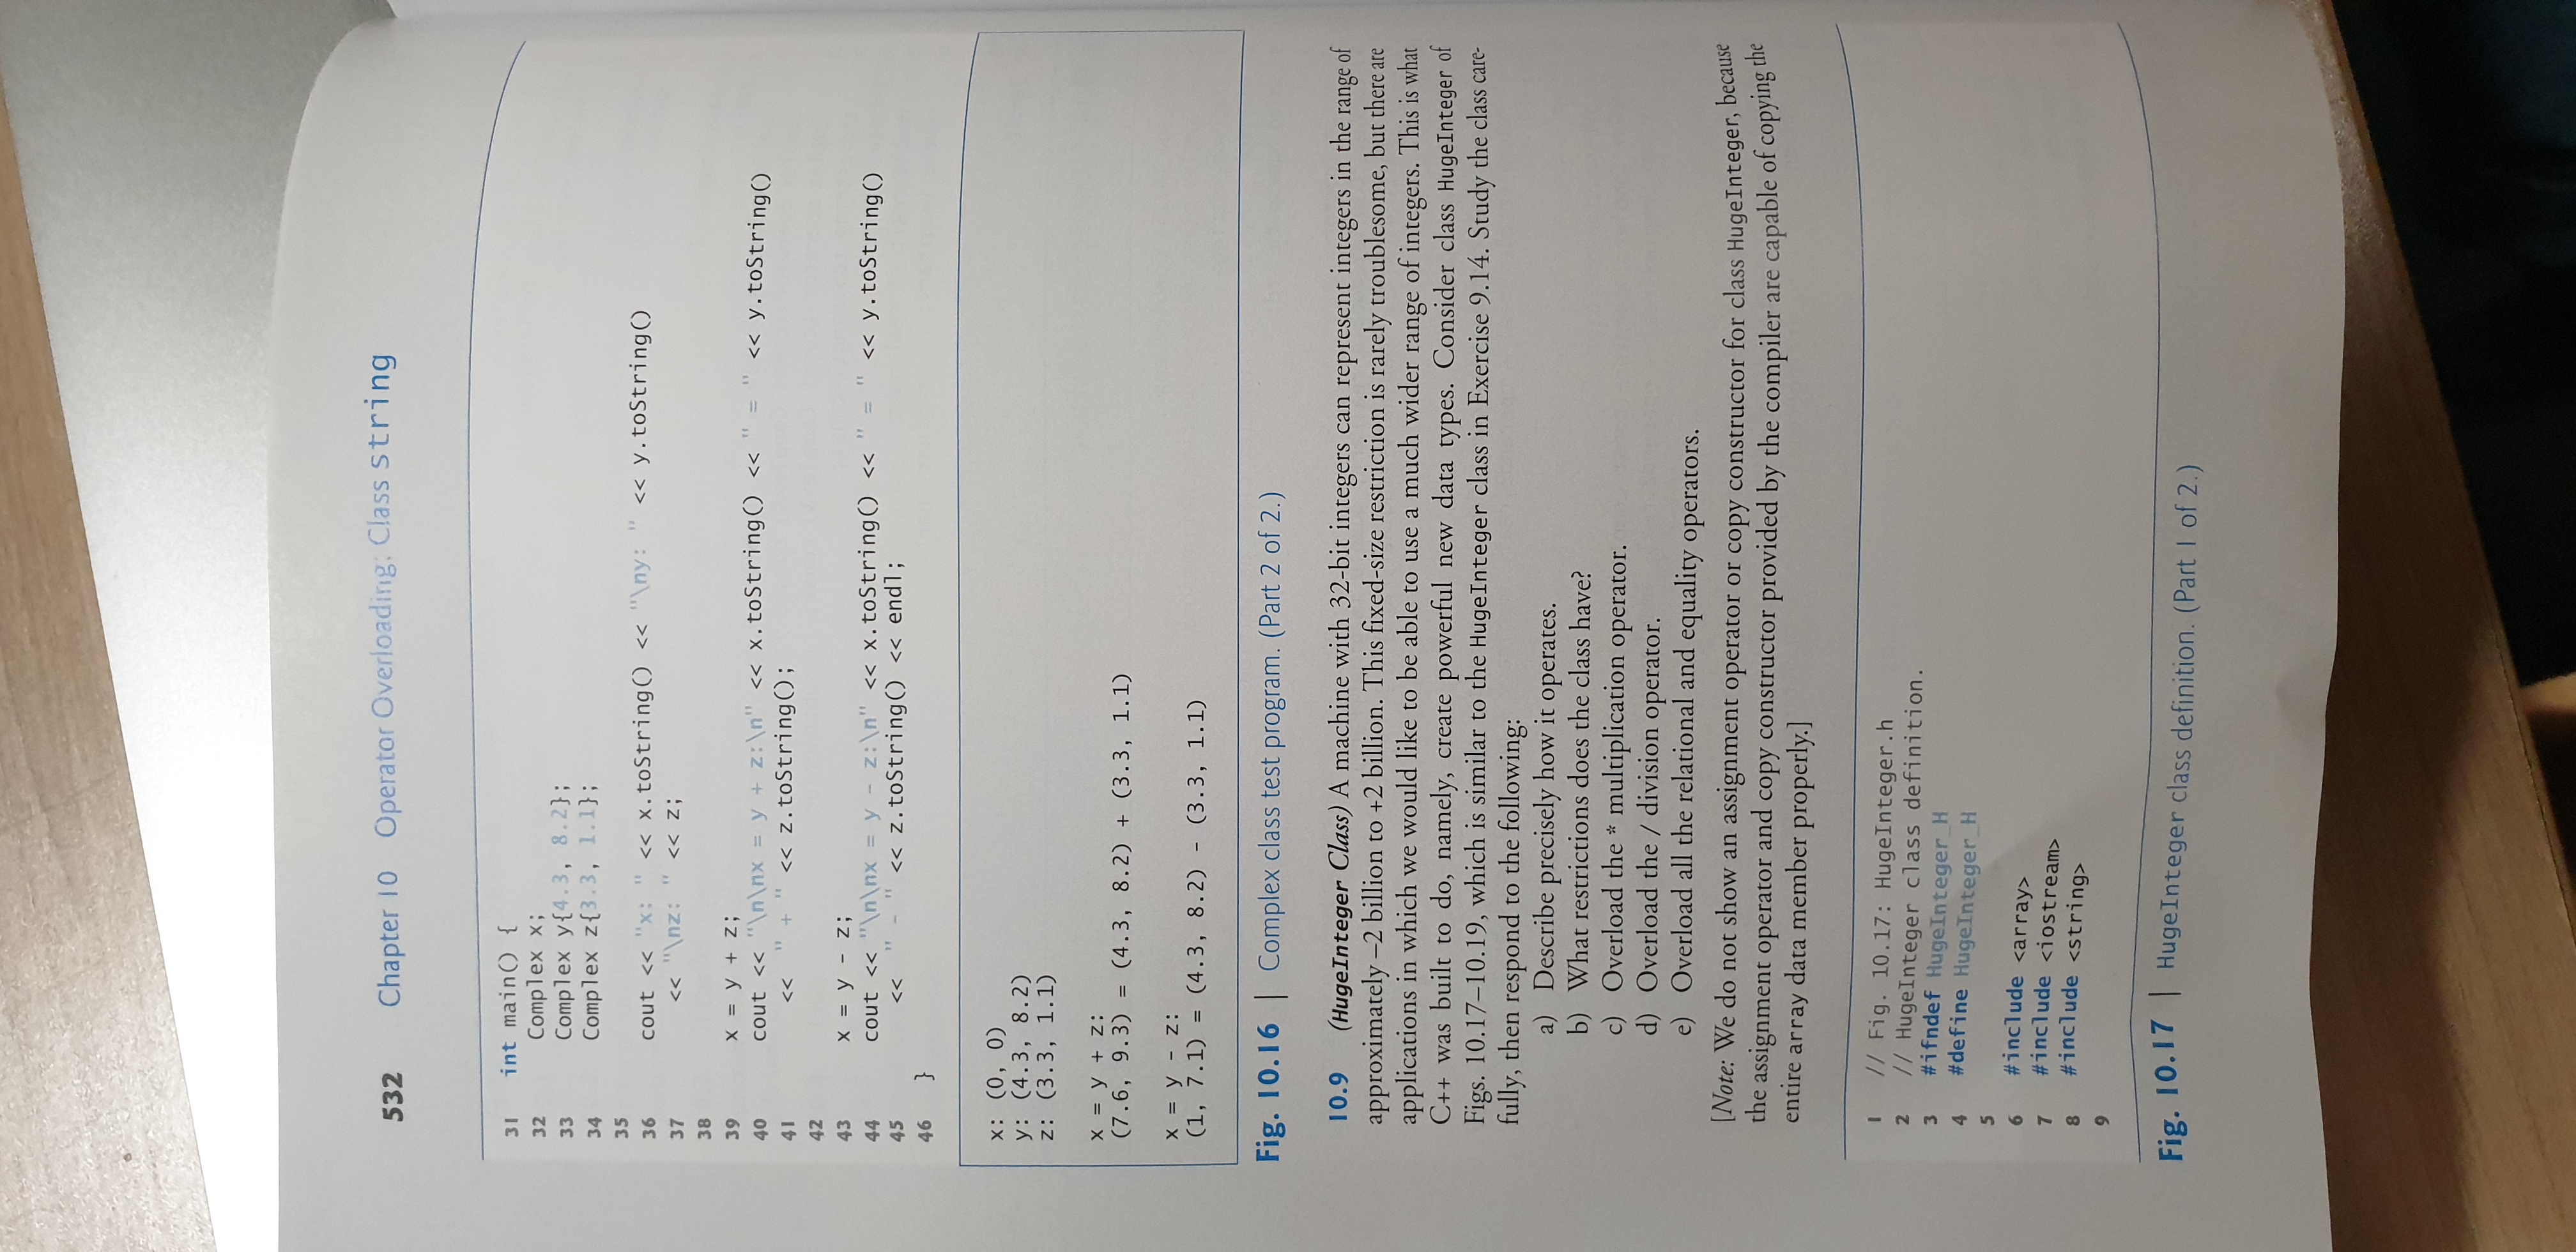 532 Chapter 10 Operator Overloading: Class string
31 int main() {
32 Complex x;
33 Complex y{4.3, 8.2};
34 Complex z{3.3, 1.1};
35
36 cout << "x: " << x.toString() << "\ny: " << y.toString()
37 << "\nz: " << z;
38
39 x = y + z;
40 cout << "\n\nx = y + z:\n" << x.toString() << " = " << y.toString()
41 << " + " << z.toString();
42
43 x = y - z;
44 cout << "\n\nx = y - z:\n" << x.toString() << " = " << y.toString()
45 << " - " << z.toString() << endl;
46 }
x: (0, 0)
y: (4.3, 8.2)
z: (3.3, 1.1)
x = y + z:
(7.6, 9.3) = (4.3, 8.2) + (3.3, 1.1)
x = y - z:
(1, 7.1) = (4.3, 8.2) - (3.3, 1.1)
Fig. 10.16 | Complex class test program. (Part 2 of 2.)
10.9 (HugeInteger Class) A machine with 32-bit integers can represent integers in the range of
approximately –2 billion to +2 billion. This fixed-size restriction is rarely troublesome, but there are
applications in which we would like to be able to use a much wider range of integers. This is what
C++ was built to do, namely, create powerful new data types. Consider class HugeInteger of
Figs. 10.17–10.19, which is similar to the HugeInteger class in Exercise 9.14. Study the class care-
fully, then respond to the following:
a) Describe precisely how it operates.
b) What restrictions does the class have?
c) Overload the * multiplication operator.
d) Overload the / division operator.
e) Overload all the relational and equality operators.
[Note: We do not show an assignment operator or copy constructor for class HugeInteger, because
the assignment operator and copy constructor provided by the compiler are capable of copying the
entire array data member properly.]
1 // Fig. 10.17: HugeInteger.h
2 // HugeInteger class definition.
3 #ifndef HugeInteger_H
4 #define HugeInteger_H
5
6 #include <array>
7 #include <iostream>
8 #include <string>
9
Fig. 10.17 | HugeInteger class definition. (Part 1 of 2.)